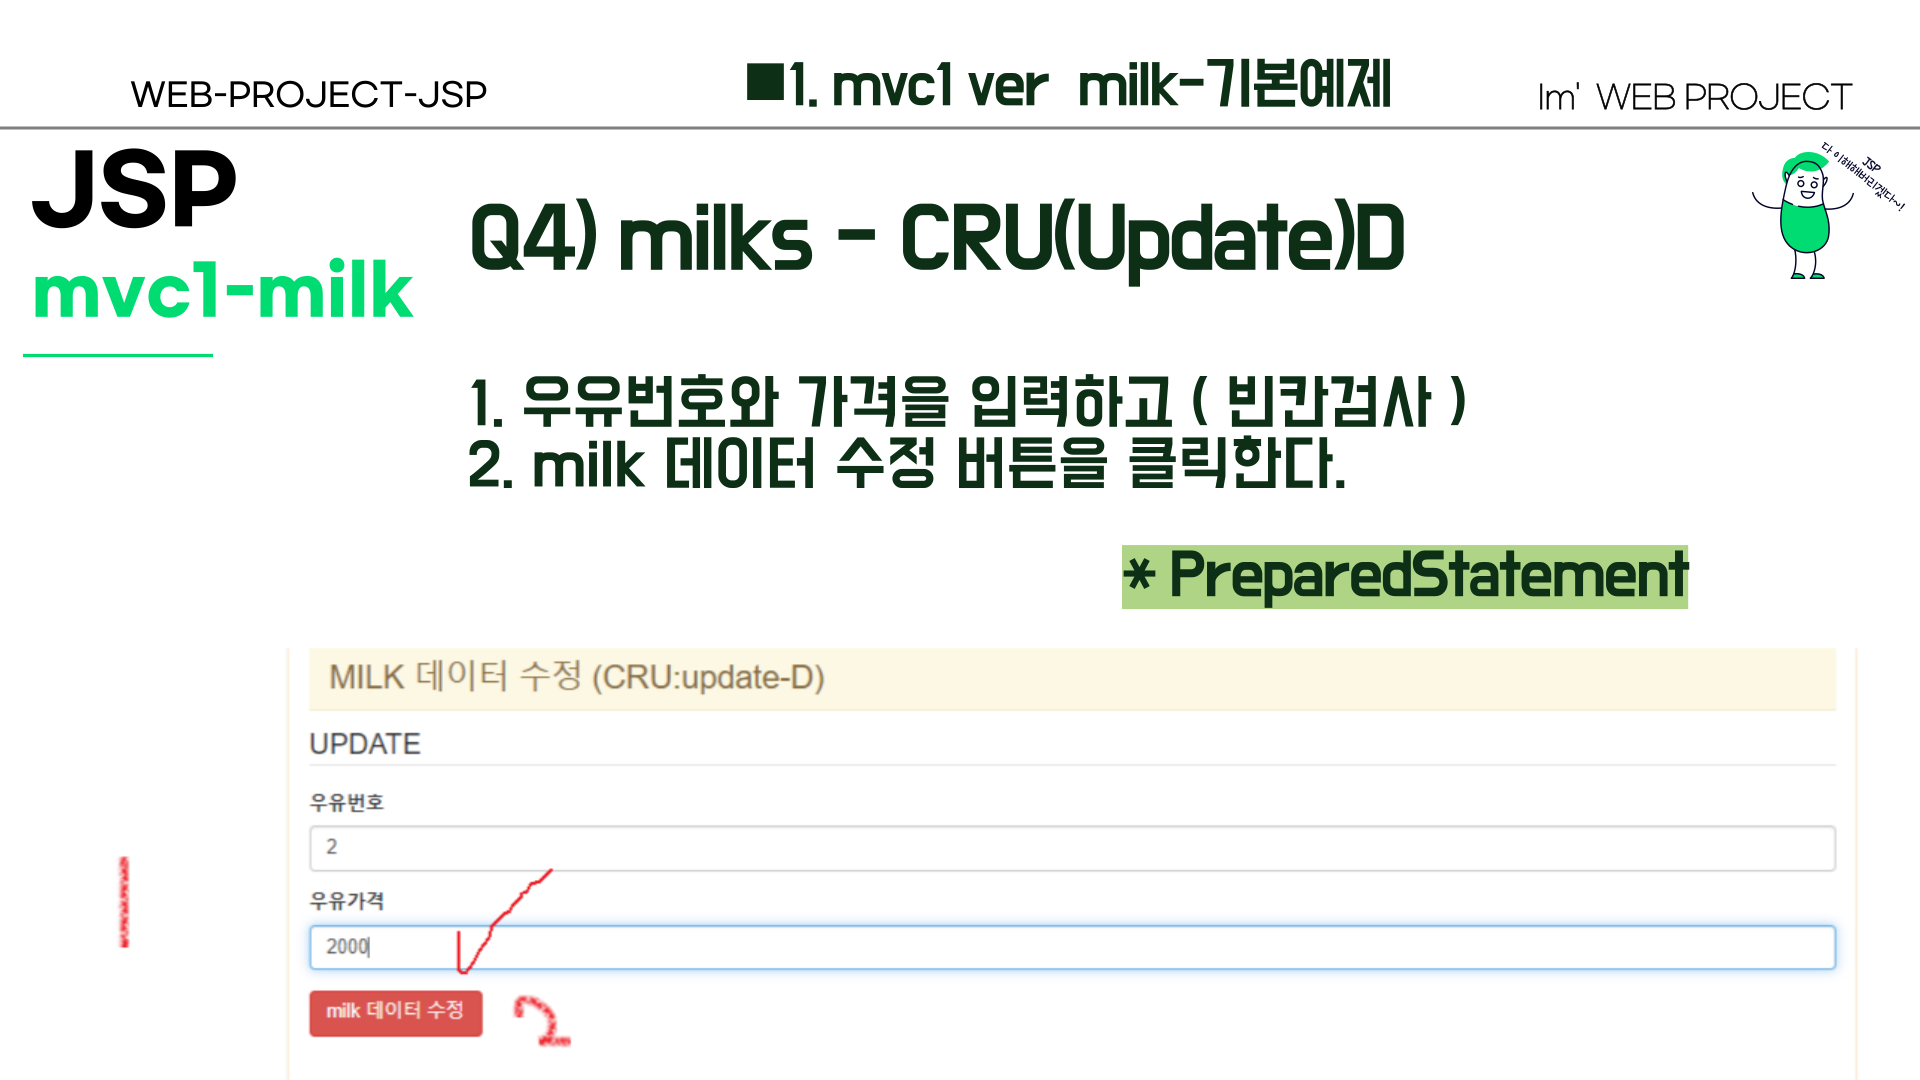 WEB-PROJECT-JSP
■1. mvc1 ver milk-기본예제
Im' WEB PROJECT
JSP
mvc1-milk
JSP
다 이해해버리겠다~!
Q4) milks - CRU(Update)D
1. 우유번호와 가격을 입력하고 ( 빈칸검사 )
2. milk 데이터 수정 버튼을 클릭한다.
* PreparedStatement
MILK 데이터 수정 (CRU:update-D)
UPDATE
우유번호
2
우유가격
2000
milk 데이터 수정
1
2